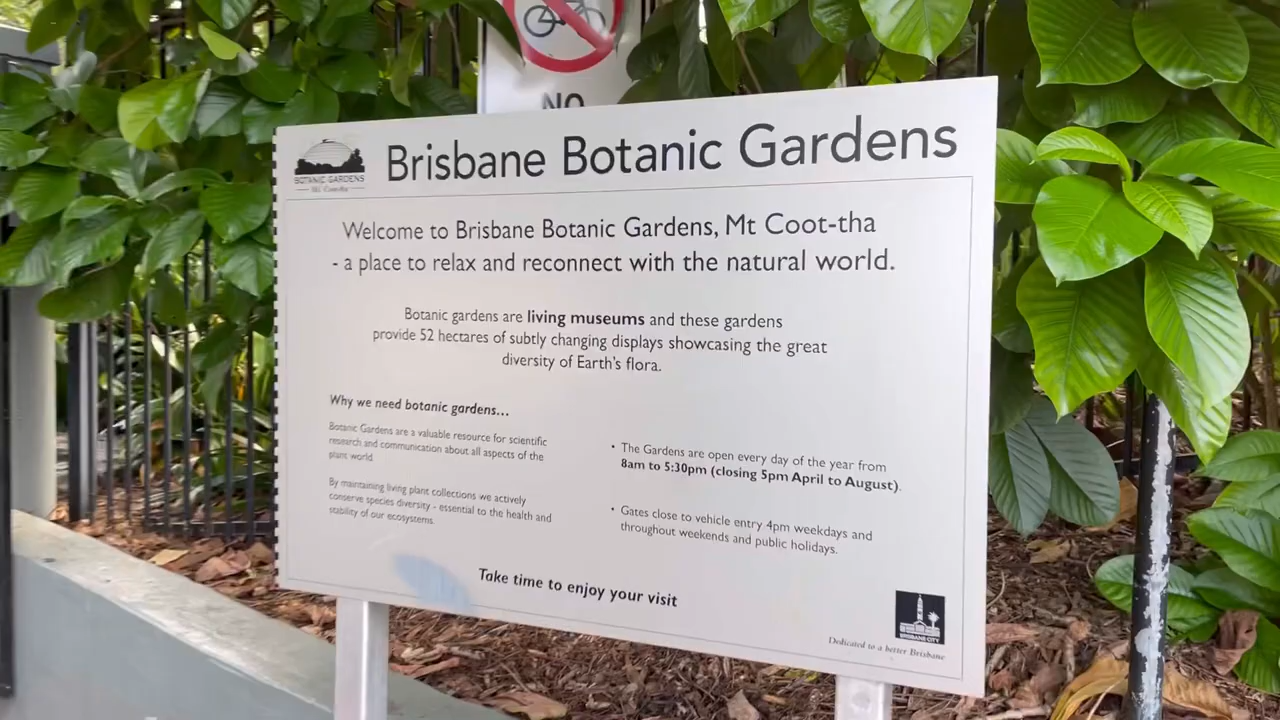 NO
BOTANIC GARDENS
Mt. Coot-tha
Brisbane Botanic Gardens
Welcome to Brisbane Botanic Gardens, Mt Coot-tha
- a place to relax and reconnect with the natural world.
Botanic gardens are living museums and these gardens
provide 52 hectares of subtly changing displays showcasing the great
diversity of Earth's flora.
Why we need botanic gardens...
Botanic Gardens are a valuable resource for scientific
research and communication about all aspects of the
plant world.
By maintaining living plant collections we actively
conserve species diversity - essential to the health and
stability of our ecosystems.
• The Gardens are open every day of the year from
8am to 5:30pm (closing 5pm April to August).
• Gates close to vehicle entry 4pm weekdays and
throughout weekends and public holidays.
Take time to enjoy your visit
BRISBANE CITY
Dedicated to a better Brisbane